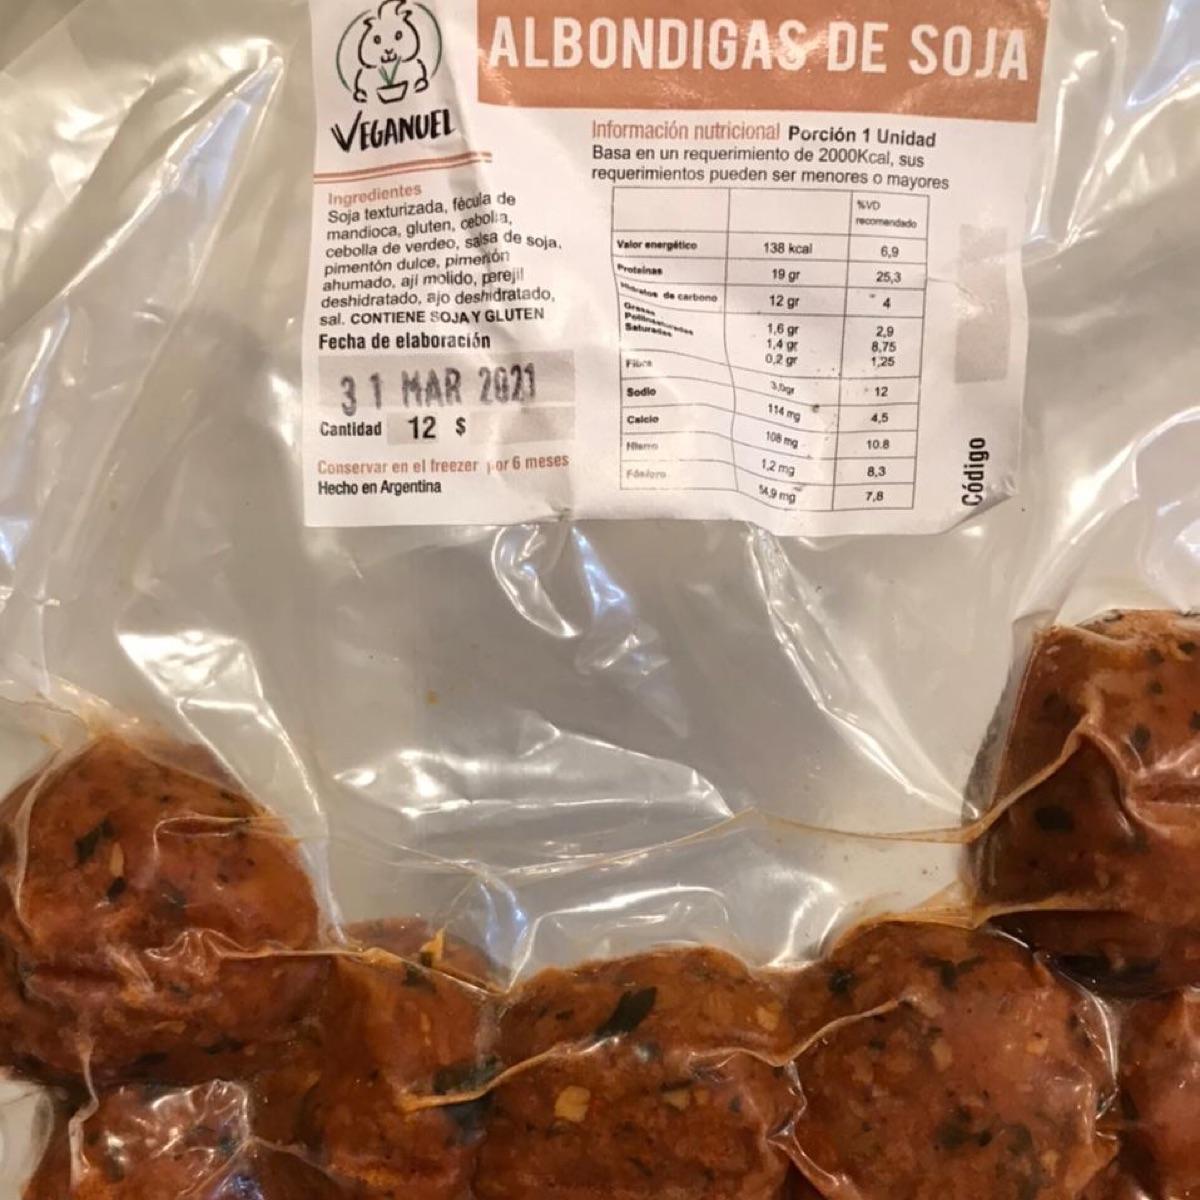 ALBONDIGAS DE SOJA
VEGANUEL
Ingredientes
Soja texturizada, fécula de
mandioca, gluten, cebolla,
cebolla de verdeo, salsa de soja,
pimentón dulce, pimentón
ahumado, ají molido, perejil
deshidratado, ajo deshidratado,
sal. CONTIENE SOJA Y GLUTEN
Fecha de elaboración
31 MAR 2021
Cantidad 12 $
Conservar en el freezer por 6 meses
Hecho en Argentina
Información nutricional Porción 1 Unidad
Basa en un requerimiento de 2000Kcal, sus
requerimientos pueden ser menores o mayores
%VD
recomendado
Valor energético 138 kcal 6,9
Proteinas 19 gr 25,3
Hidratos de carbono 12 gr 4
Grasas 1,6 gr 2,9
Poliinsaturadas 1,4 gr 8,75
Saturadas 0,2 gr 1,25
Fibra 3,0gr 12
Sodio 114 mg 4,5
Calcio 108 mg 10.8
Hierro 1,2 mg 8,3
Fósforo 54,9 mg 7,8
Código